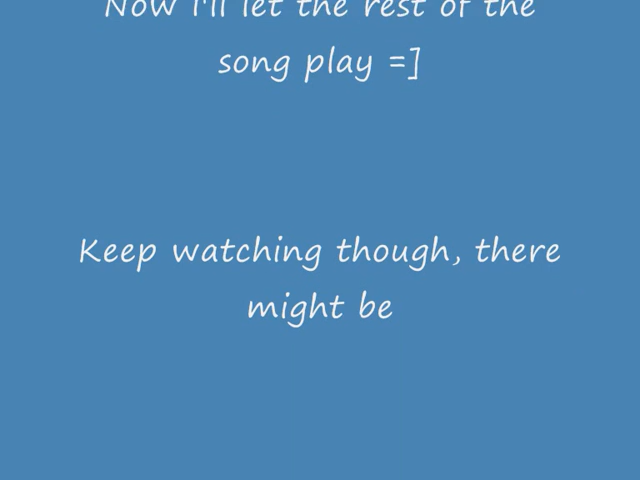 Now I'll let the rest of the
song play =]
Keep watching though, there
might be